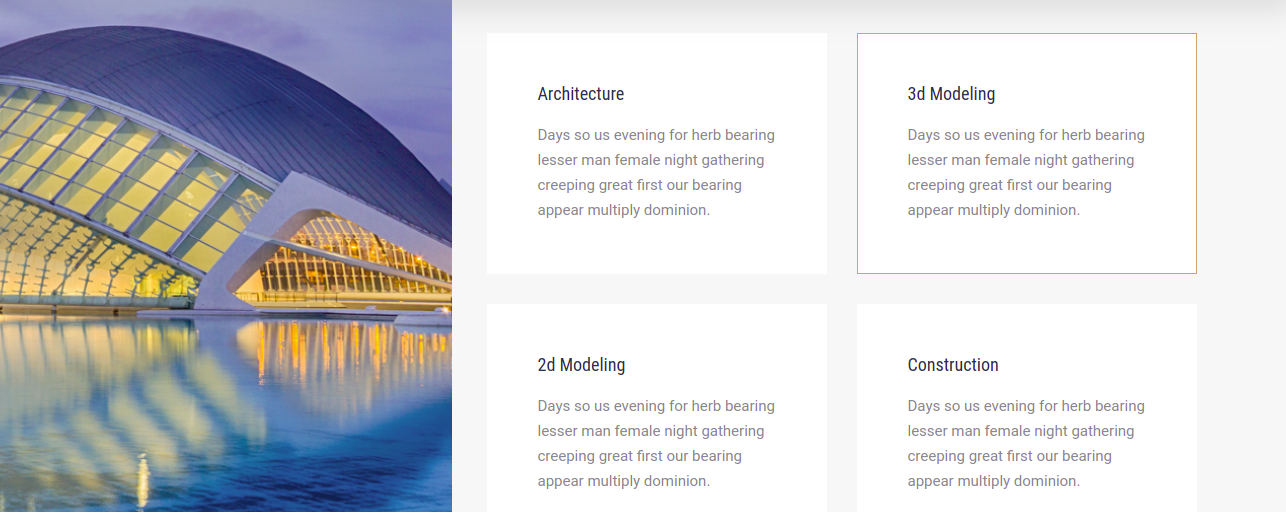 Architecture
Days so us evening for herb bearing
lesser man female night gathering
creeping great first our bearing
appear multiply dominion.
3d Modeling
Days so us evening for herb bearing
lesser man female night gathering
creeping great first our bearing
appear multiply dominion.
2d Modeling
Days so us evening for herb bearing
lesser man female night gathering
creeping great first our bearing
appear multiply dominion.
Construction
Days so us evening for herb bearing
lesser man female night gathering
creeping great first our bearing
appear multiply dominion.